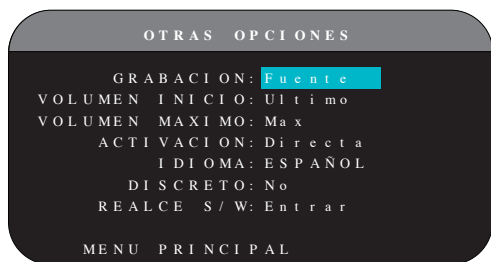 OTRAS OPCIONES
GRABACION: Fuente
VOLUMEN INICIO: Ultimo
VOLUMEN MAXIMO: Max
ACTIVACION: Directa
IDIOMA: ESPAÑOL
DISCRETO: No
REALCE S/W: Entrar
MENU PRINCIPAL